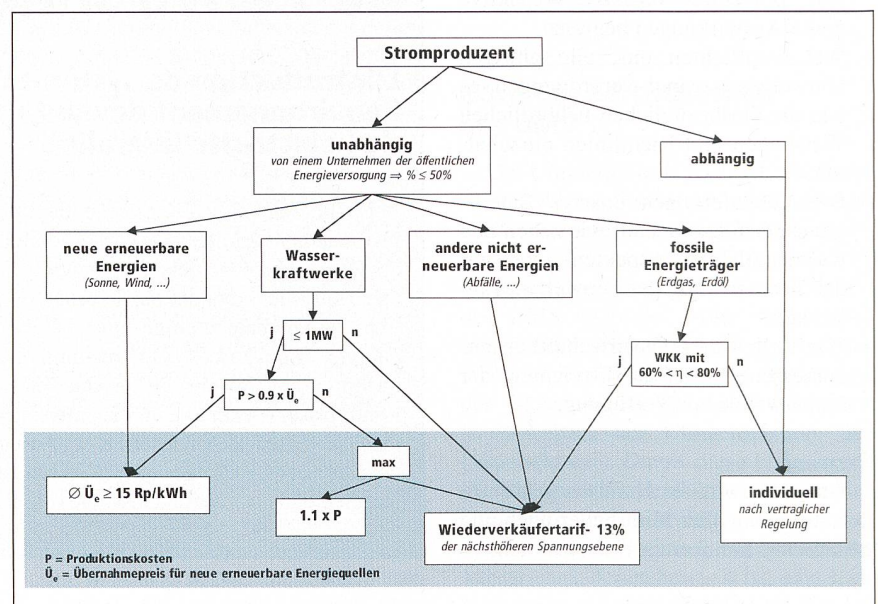 Stromproduzent
unabhängig
von einem Unternehmen der öffentlichen
Energieversorgung ⇒ % ≤ 50%
abhängig
neue erneuerbare
Energien
(Sonne, Wind, ...)
Wasser-
kraftwerke
andere nicht er-
neuerbare Energien
(Abfälle, ...)
fossile
Energieträger
(Erdgas, Erdöl)
j
≤ 1MW
n
j
WKK mit
60% < η < 80%
n
j
P > 0.9 x Üe
n
max
∅ Üe ≥ 15 Rp/kWh
1.1 x P
Wiederverkäufertarif- 13%
der nächsthöheren Spannungsebene
individuell
nach vertraglicher
Regelung
P = Produktionskosten
Üe = Übernahmepreis für neue erneuerbare Energiequellen